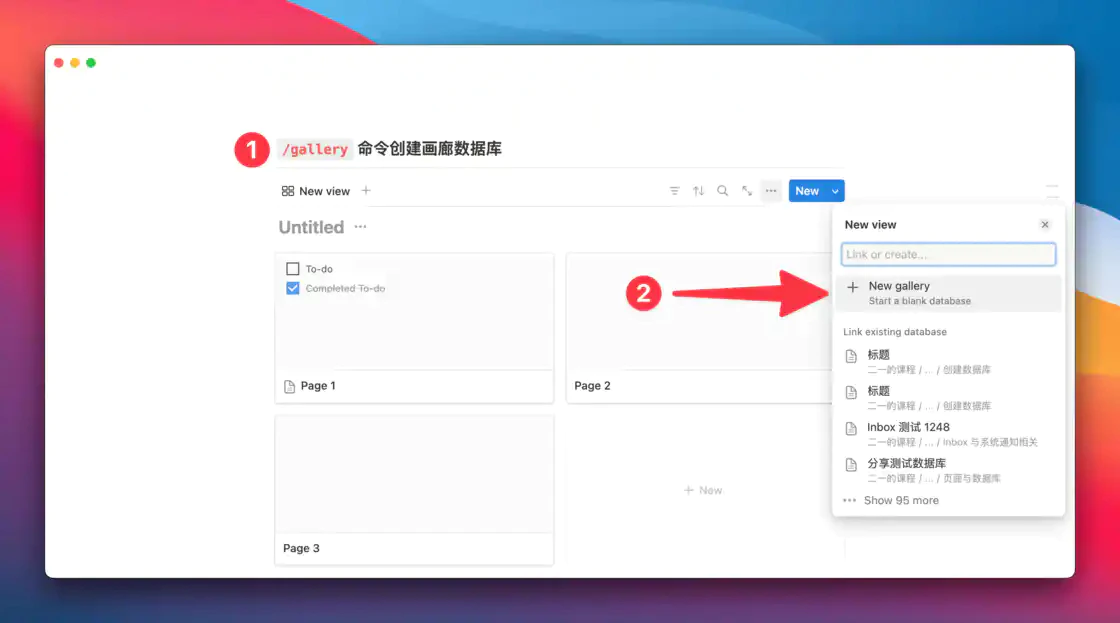 1 /gallery 命令创建画廊数据库
New view +
New
Untitled ...
To-do
Completed To-do
Page 1
Page 2
Page 3
+ New
2
New view
Link or create...
New gallery
Start a blank database
Link existing database
标题
二一的课程 / ... / 创建数据库
标题
二一的课程 / ... / 创建数据库
Inbox 测试 1248
二一的课程 / ... / Inbox 与系统通知相关
分享测试数据库
二一的课程 / ... / 页面与数据库
... Show 95 more